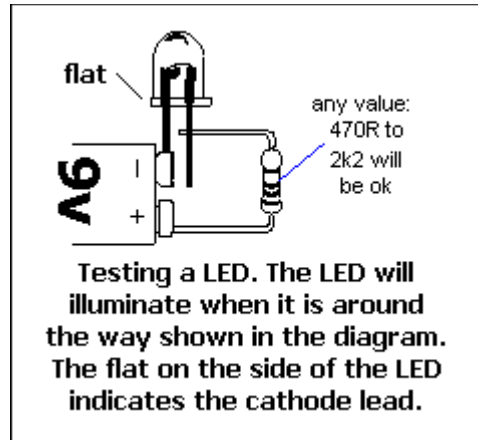 flat
any value:
470R to
2k2 will
be ok
9v
–
+
Testing a LED. The LED will
illuminate when it is around
the way shown in the diagram.
The flat on the side of the LED
indicates the cathode lead.